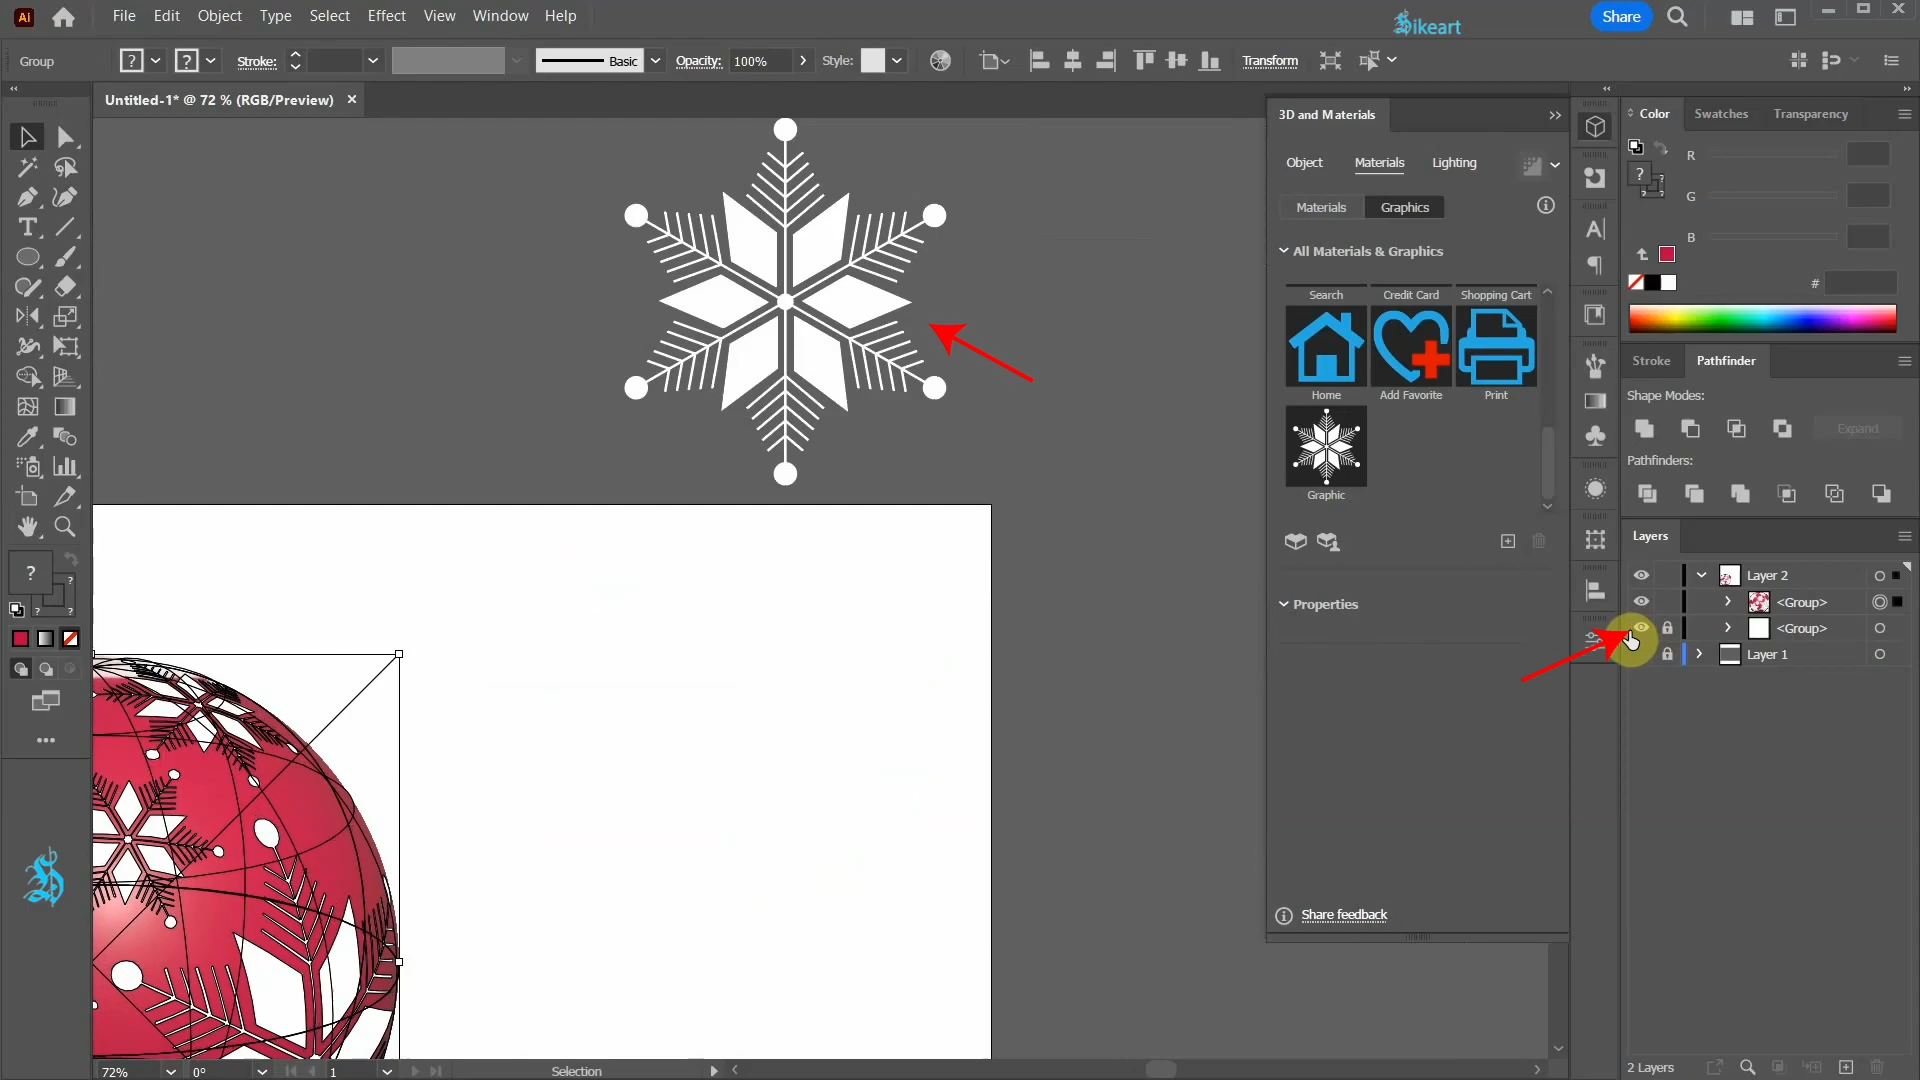 Ai
File Edit Object Type Select Effect View Window Help
Sikeart
Share
Group
? ? Stroke: Basic Opacity: 100% Style: Transform
Untitled-1* @ 72 % (RGB/Preview) ×
3D and Materials
Object Materials Lighting
Materials Graphics
All Materials & Graphics
Search Credit Card Shopping Cart
Home Add Favorite Print
Graphic
Properties
Share feedback
Color Swatches Transparency
R
G
B
#
Stroke Pathfinder
Shape Modes:
Expand
Pathfinders:
Layers
Layer 2
<Group>
<Group>
Layer 1
2 Layers
72% 0° 1 Selection